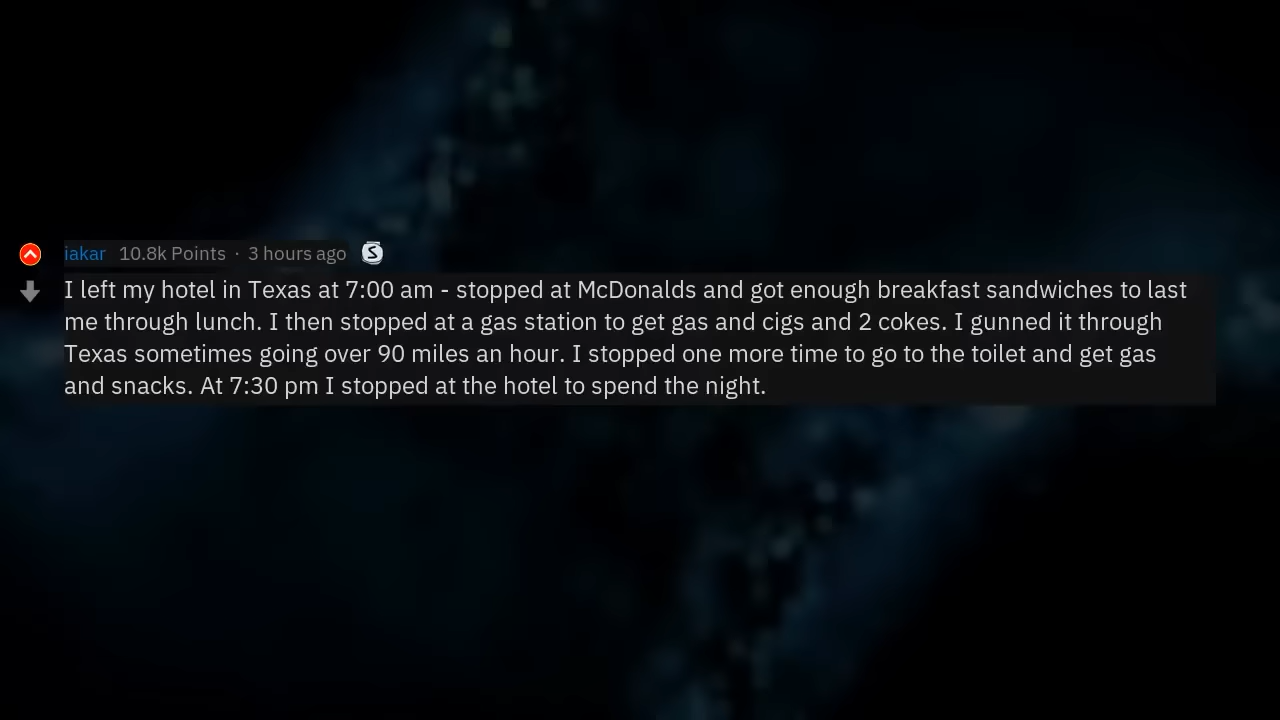 iakar 10.8k Points · 3 hours ago S
I left my hotel in Texas at 7:00 am - stopped at McDonalds and got enough breakfast sandwiches to last
me through lunch. I then stopped at a gas station to get gas and cigs and 2 cokes. I gunned it through
Texas sometimes going over 90 miles an hour. I stopped one more time to go to the toilet and get gas
and snacks. At 7:30 pm I stopped at the hotel to spend the night.